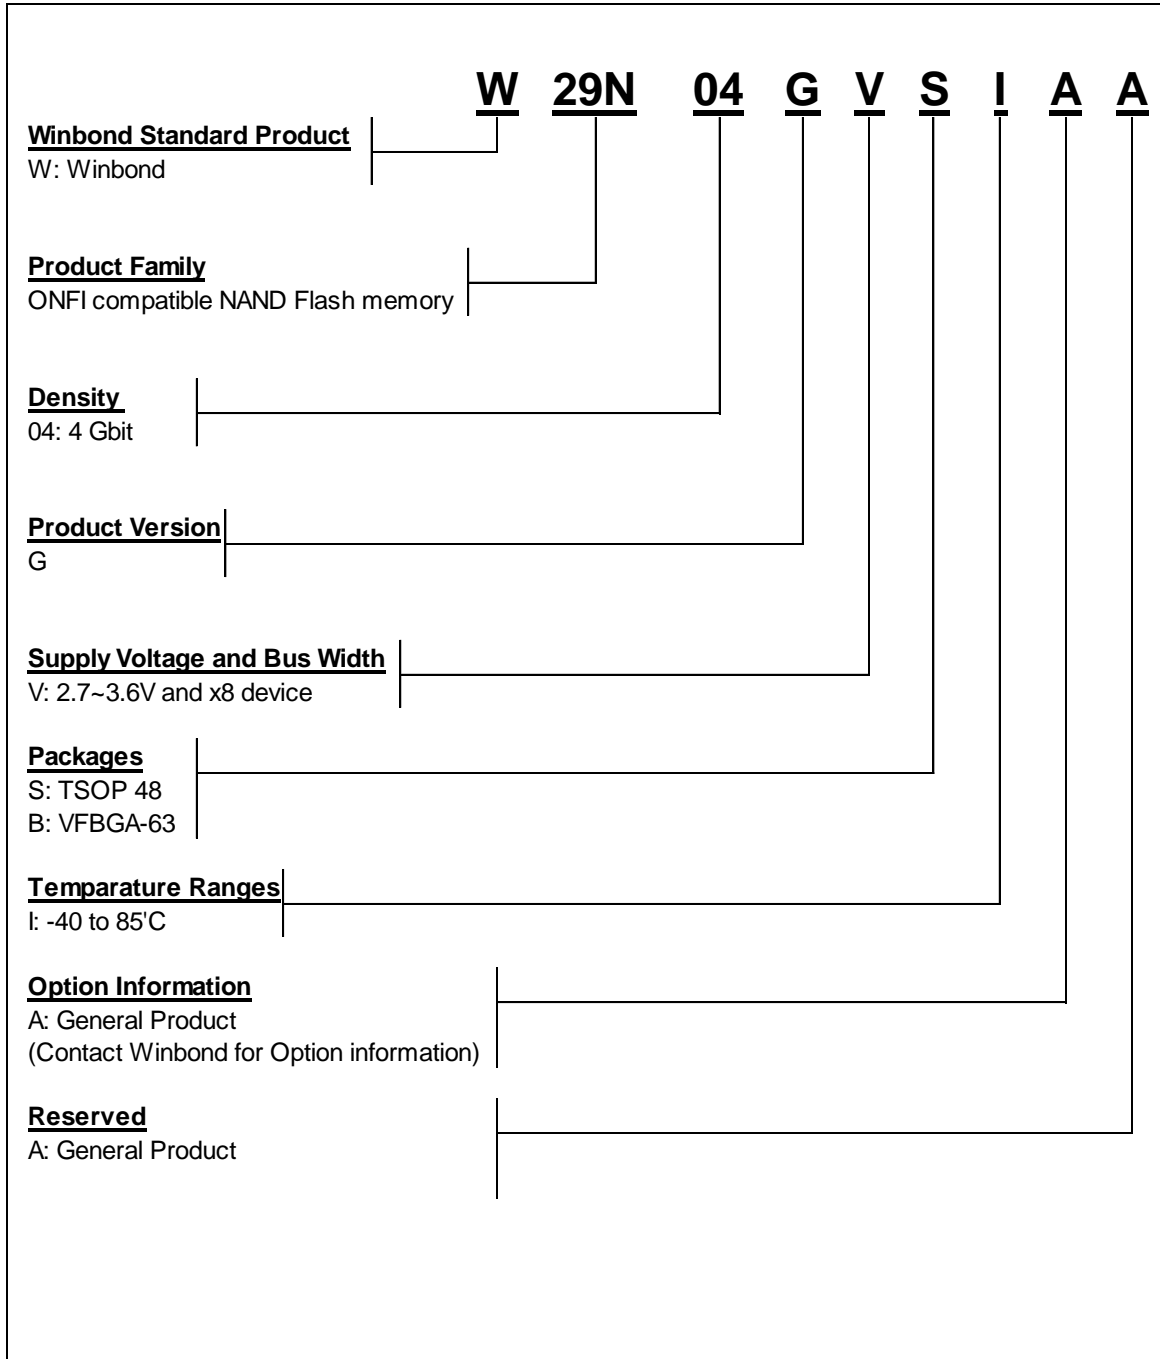 W 29N 04 G V S I A A
Winbond Standard Product
W: Winbond
Product Family
ONFI compatible NAND Flash memory
Density
04: 4 Gbit
Product Version
G
Supply Voltage and Bus Width
V: 2.7~3.6V and x8 device
Packages
S: TSOP 48
B: VFBGA-63
Temparature Ranges
I: -40 to 85'C
Option Information
A: General Product
(Contact Winbond for Option information)
Reserved
A: General Product